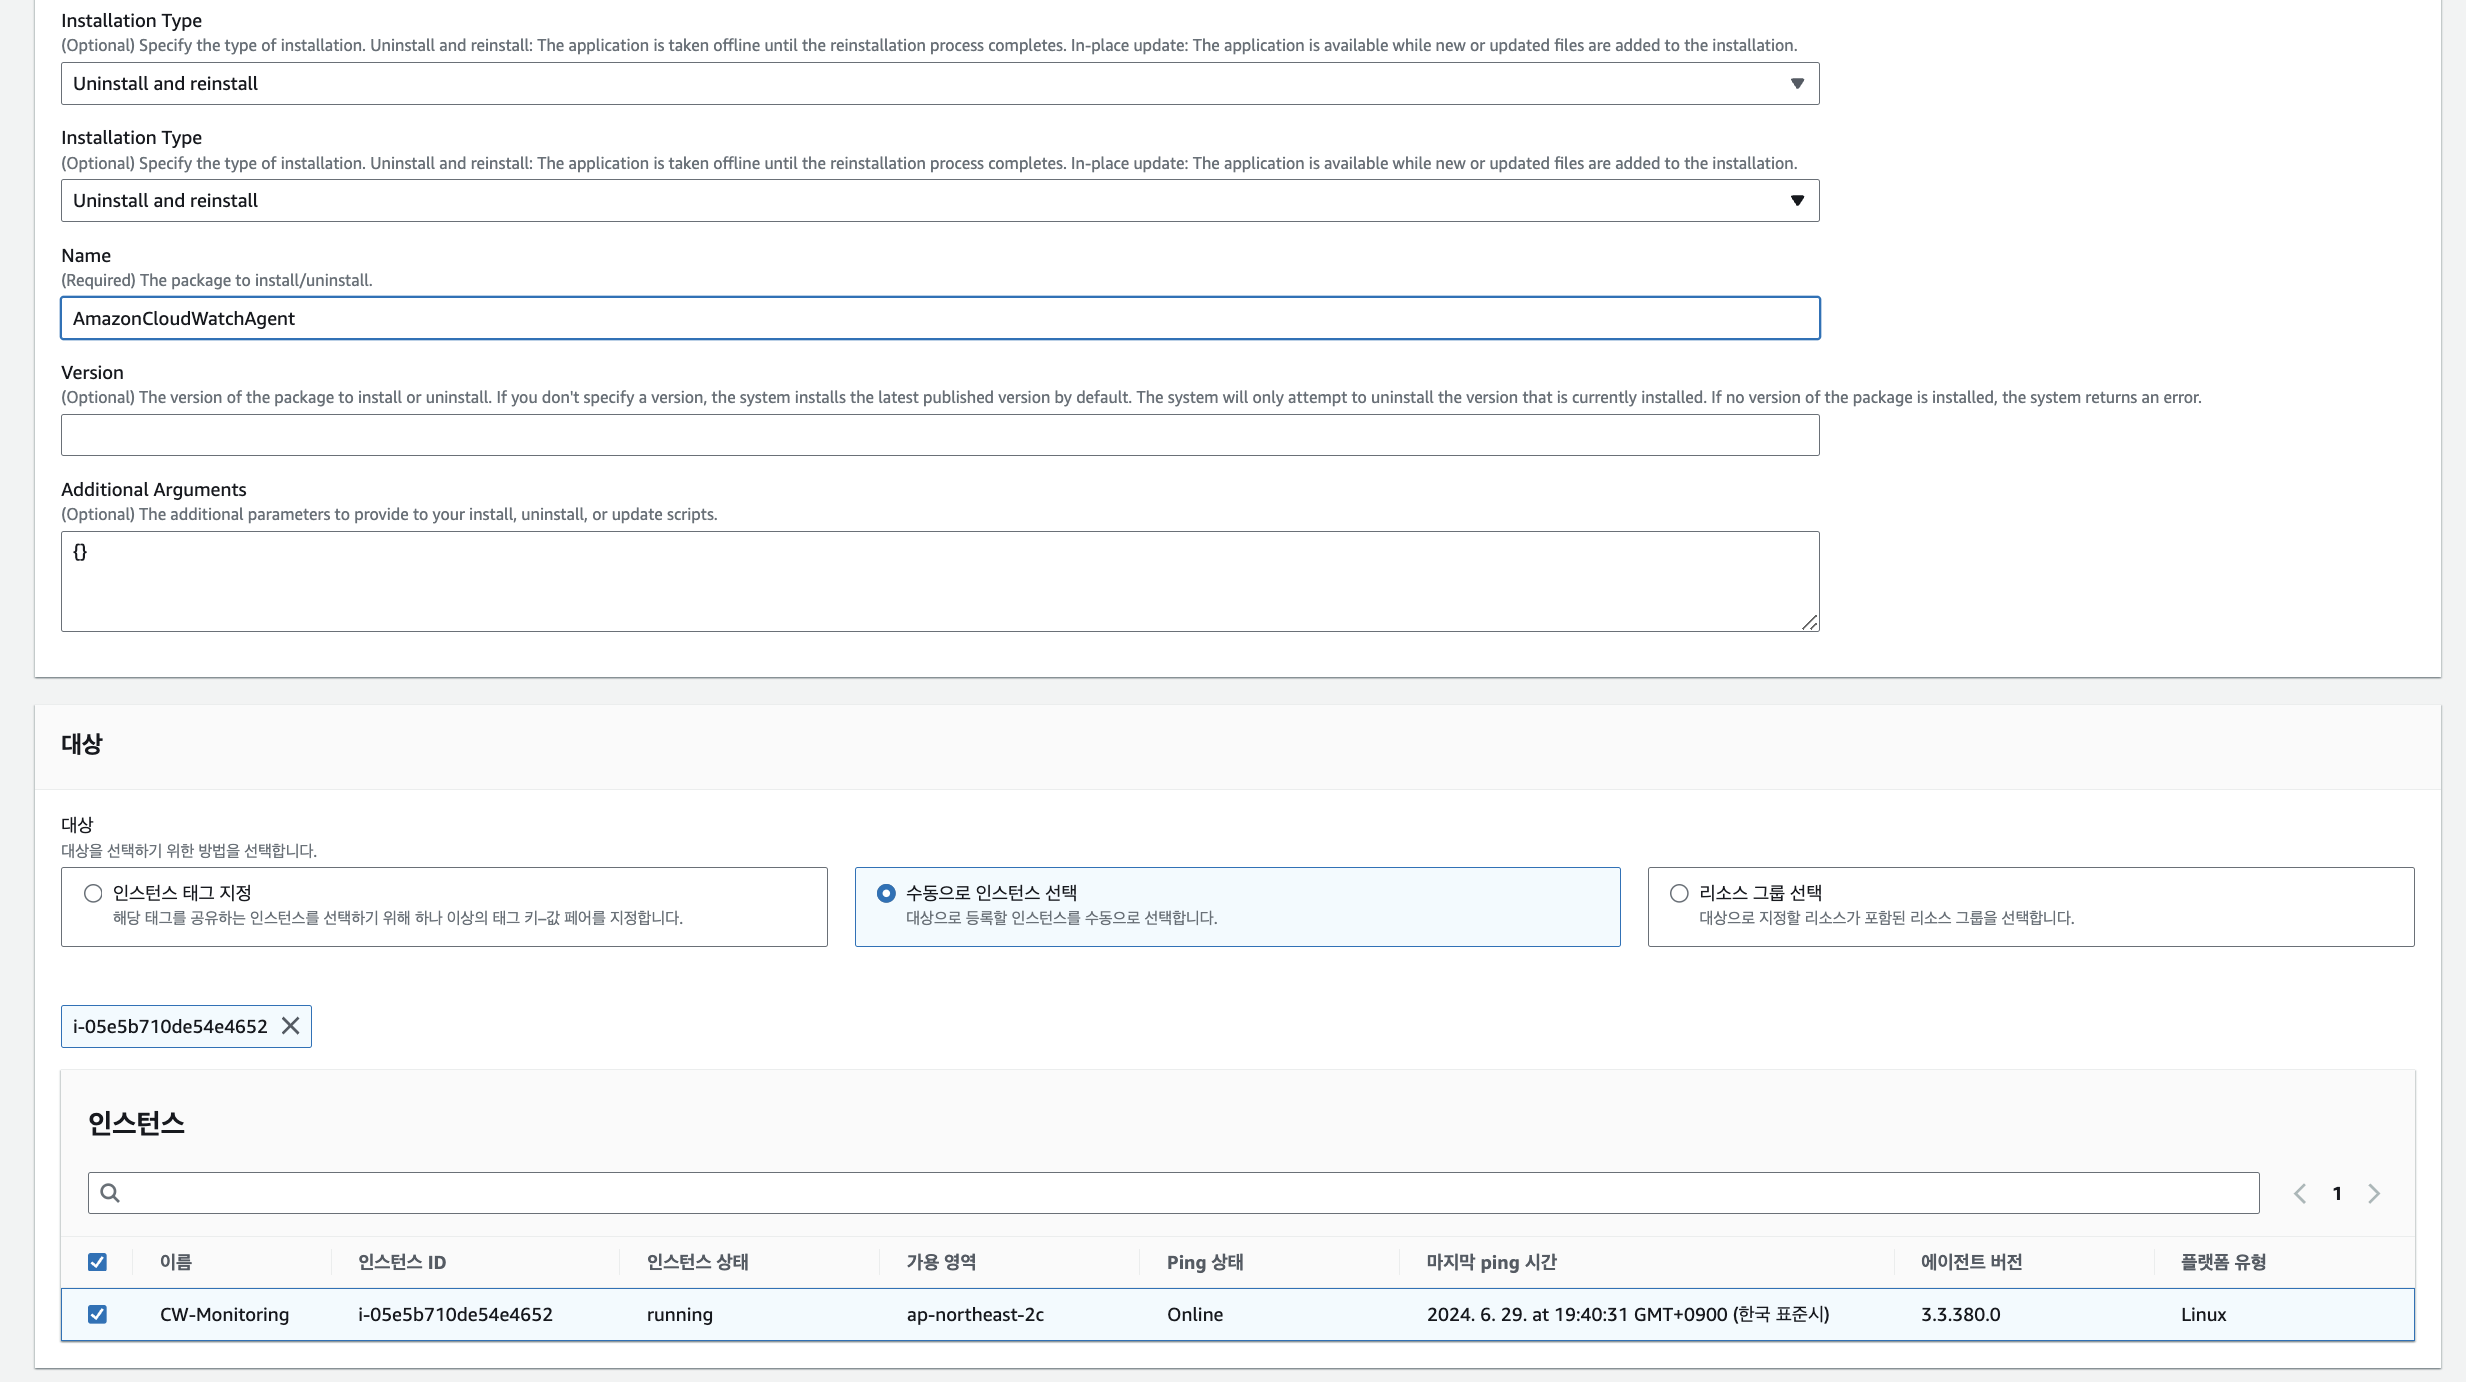 Installation Type
(Optional) Specify the type of installation. Uninstall and reinstall: The application is taken offline until the reinstallation process completes. In-place update: The application is available while new or updated files are added to the installation.
Uninstall and reinstall
Installation Type
(Optional) Specify the type of installation. Uninstall and reinstall: The application is taken offline until the reinstallation process completes. In-place update: The application is available while new or updated files are added to the installation.
Uninstall and reinstall
Name
(Required) The package to install/uninstall.
AmazonCloudWatchAgent
Version
(Optional) The version of the package to install or uninstall. If you don't specify a version, the system installs the latest published version by default. The system will only attempt to uninstall the version that is currently installed. If no version of the package is installed, the system returns an error.
Additional Arguments
(Optional) The additional parameters to provide to your install, uninstall, or update scripts.
{}
대상
대상
대상을 선택하기 위한 방법을 선택합니다.
인스턴스 태그 지정
해당 태그를 공유하는 인스턴스를 선택하기 위해 하나 이상의 태그 키–값 페어를 지정합니다.
수동으로 인스턴스 선택
대상으로 등록할 인스턴스를 수동으로 선택합니다.
리소스 그룹 선택
대상으로 지정할 리소스가 포함된 리소스 그룹을 선택합니다.
i-05e5b710de54e4652
인스턴스
1
이름 인스턴스 ID 인스턴스 상태 가용 영역 Ping 상태 마지막 ping 시간 에이전트 버전 플랫폼 유형
CW-Monitoring i-05e5b710de54e4652 running ap-northeast-2c Online 2024. 6. 29. at 19:40:31 GMT+0900 (한국 표준시) 3.3.380.0 Linux